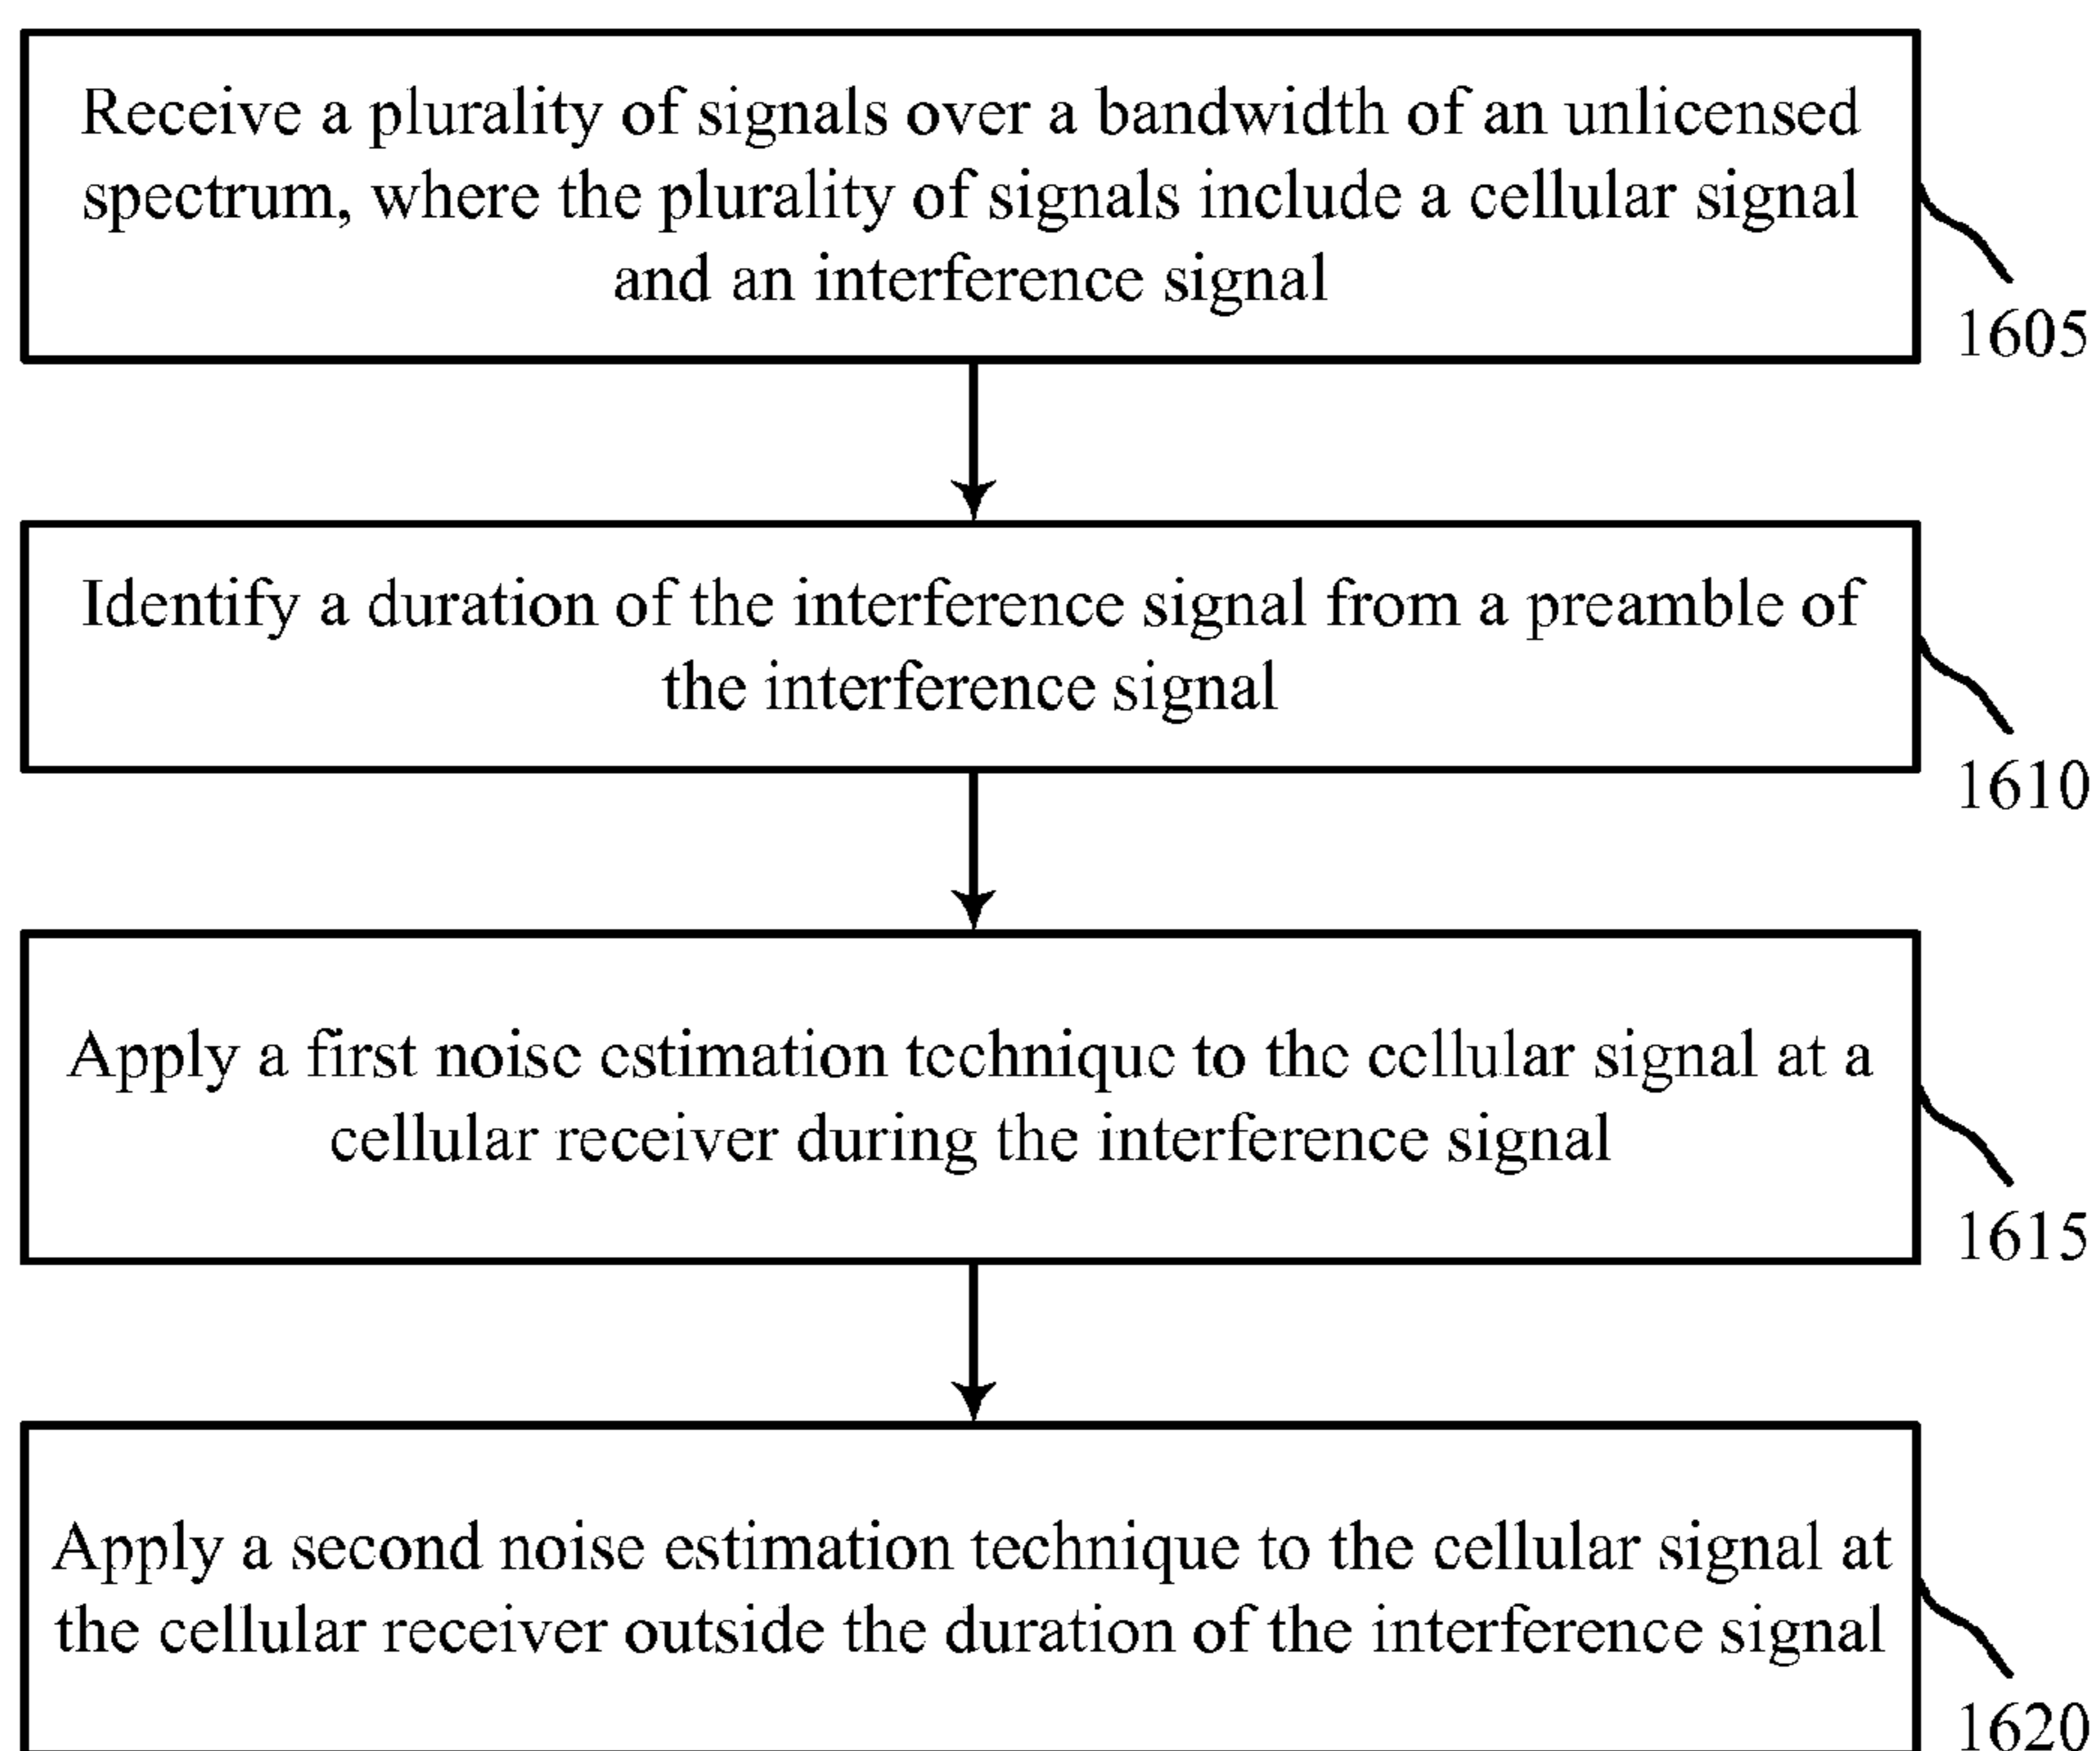 Receive a plurality of signals over a bandwidth of an unlicensed
spectrum, where the plurality of signals include a cellular signal
and an interference signal
1605
Identify a duration of the interference signal from a preamble of
the interference signal
1610
Apply a first noise estimation technique to the cellular signal at a
cellular receiver during the interference signal
1615
Apply a second noise estimation technique to the cellular signal at
the cellular receiver outside the duration of the interference signal
1620